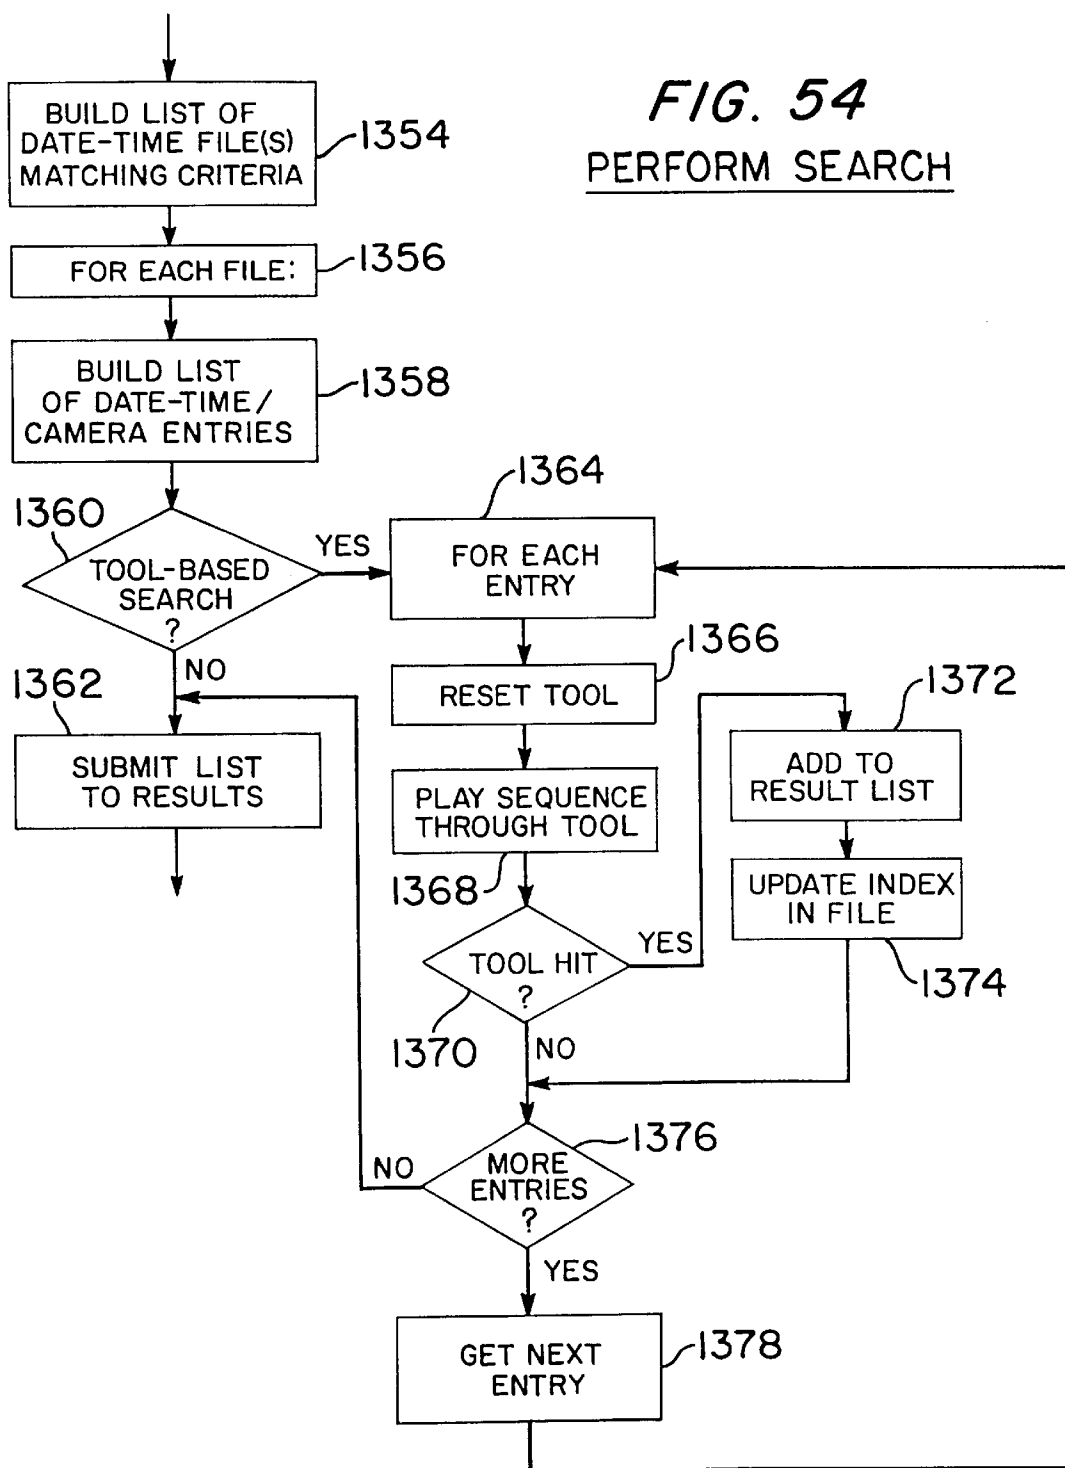 FIG. 54
PERFORM SEARCH
BUILD LIST OF
DATE-TIME FILE(S)
MATCHING CRITERIA
1354
FOR EACH FILE:
1356
BUILD LIST
OF DATE-TIME/
CAMERA ENTRIES
1358
1360
TOOL-BASED
SEARCH
?
YES
NO
1362
SUBMIT LIST
TO RESULTS
1364
FOR EACH
ENTRY
1366
RESET TOOL
PLAY SEQUENCE
THROUGH TOOL
1368
TOOL HIT
?
1370
YES
NO
1372
ADD TO
RESULT LIST
UPDATE INDEX
IN FILE
1374
1376
MORE
ENTRIES
?
NO
YES
GET NEXT
ENTRY
1378